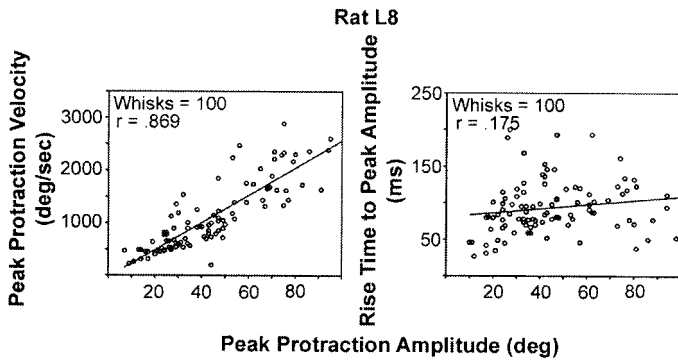 Rat L8
Peak Protraction Velocity
(deg/sec)
3000
2000
1000
Whisks = 100
r = .869
20 40 60 80
Rise Time to Peak Amplitude
(ms)
250
150
50
Whisks = 100
r = .175
20 40 60 80
Peak Protraction Amplitude (deg)